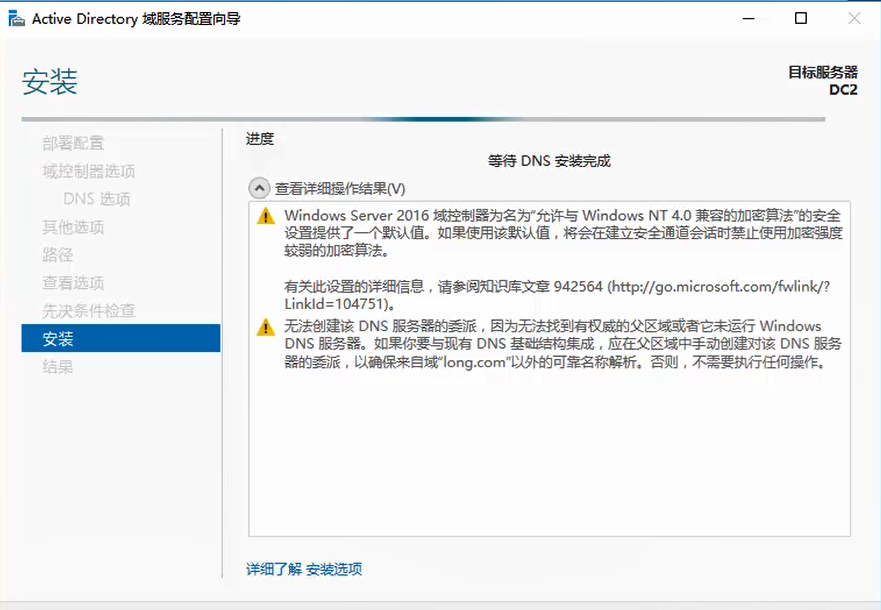 Active Directory 域服务配置向导
安装
目标服务器
DC2
部署配置
域控制器选项
DNS 选项
其他选项
路径
查看选项
先决条件检查
安装
结果
进度
等待 DNS 安装完成
查看详细操作结果(V)
Windows Server 2016 域控制器为名为“允许与 Windows NT 4.0 兼容的加密算法”的安全
设置提供了一个默认值。如果使用该默认值，将会在建立安全通道会话时禁止使用加密强度
较弱的加密算法。
有关此设置的详细信息，请参阅知识库文章 942564 (http://go.microsoft.com/fwlink/?
LinkId=104751)。
无法创建该 DNS 服务器的委派，因为无法找到有权威的父区域或者它未运行 Windows
DNS 服务器。如果你要与现有 DNS 基础结构集成，应在父区域中手动创建对该 DNS 服务
器的委派，以确保来自域“long.com”以外的可靠名称解析。否则，不需要执行任何操作。
详细了解 安装选项